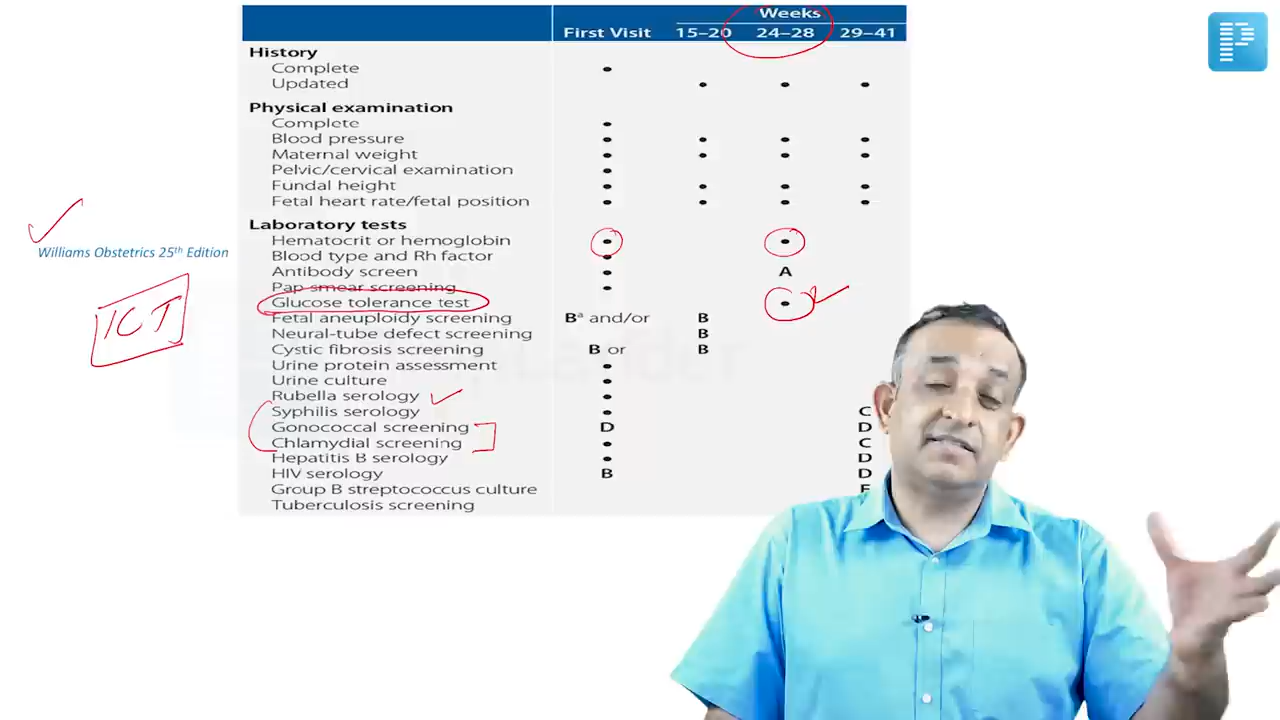 Weeks
First Visit 15–20 24–28 29–41
History
Complete •
Updated • • •
Physical examination
Complete •
Blood pressure • • • •
Maternal weight • • • •
Pelvic/cervical examination •
Fundal height • • • •
Fetal heart rate/fetal position • • • •
Laboratory tests
Hematocrit or hemoglobin • •
Williams Obstetrics 25th Edition
Blood type and Rh factor •
Antibody screen • A
Pap smear screening •
Glucose tolerance test •
ICT
Fetal aneuploidy screening Bª and/or B
Neural-tube defect screening B
Cystic fibrosis screening B or B
Urine protein assessment •
Urine culture •
Rubella serology •
Syphilis serology • C
Gonococcal screening D D
Chlamydial screening • C
Hepatitis B serology • D
HIV serology B D
Group B streptococcus culture
Tuberculosis screening